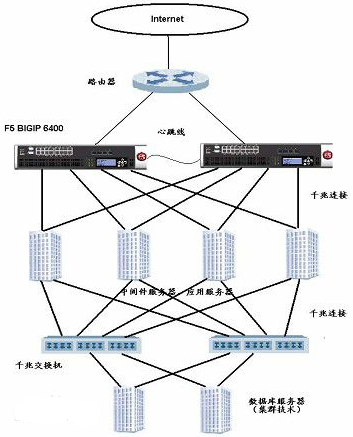 Internet
路由器
F5 BIGIP 6400
心跳线
千兆连接
中间件服务器
应用服务器
千兆连接
千兆交换机
数据库服务器
（集群技术）